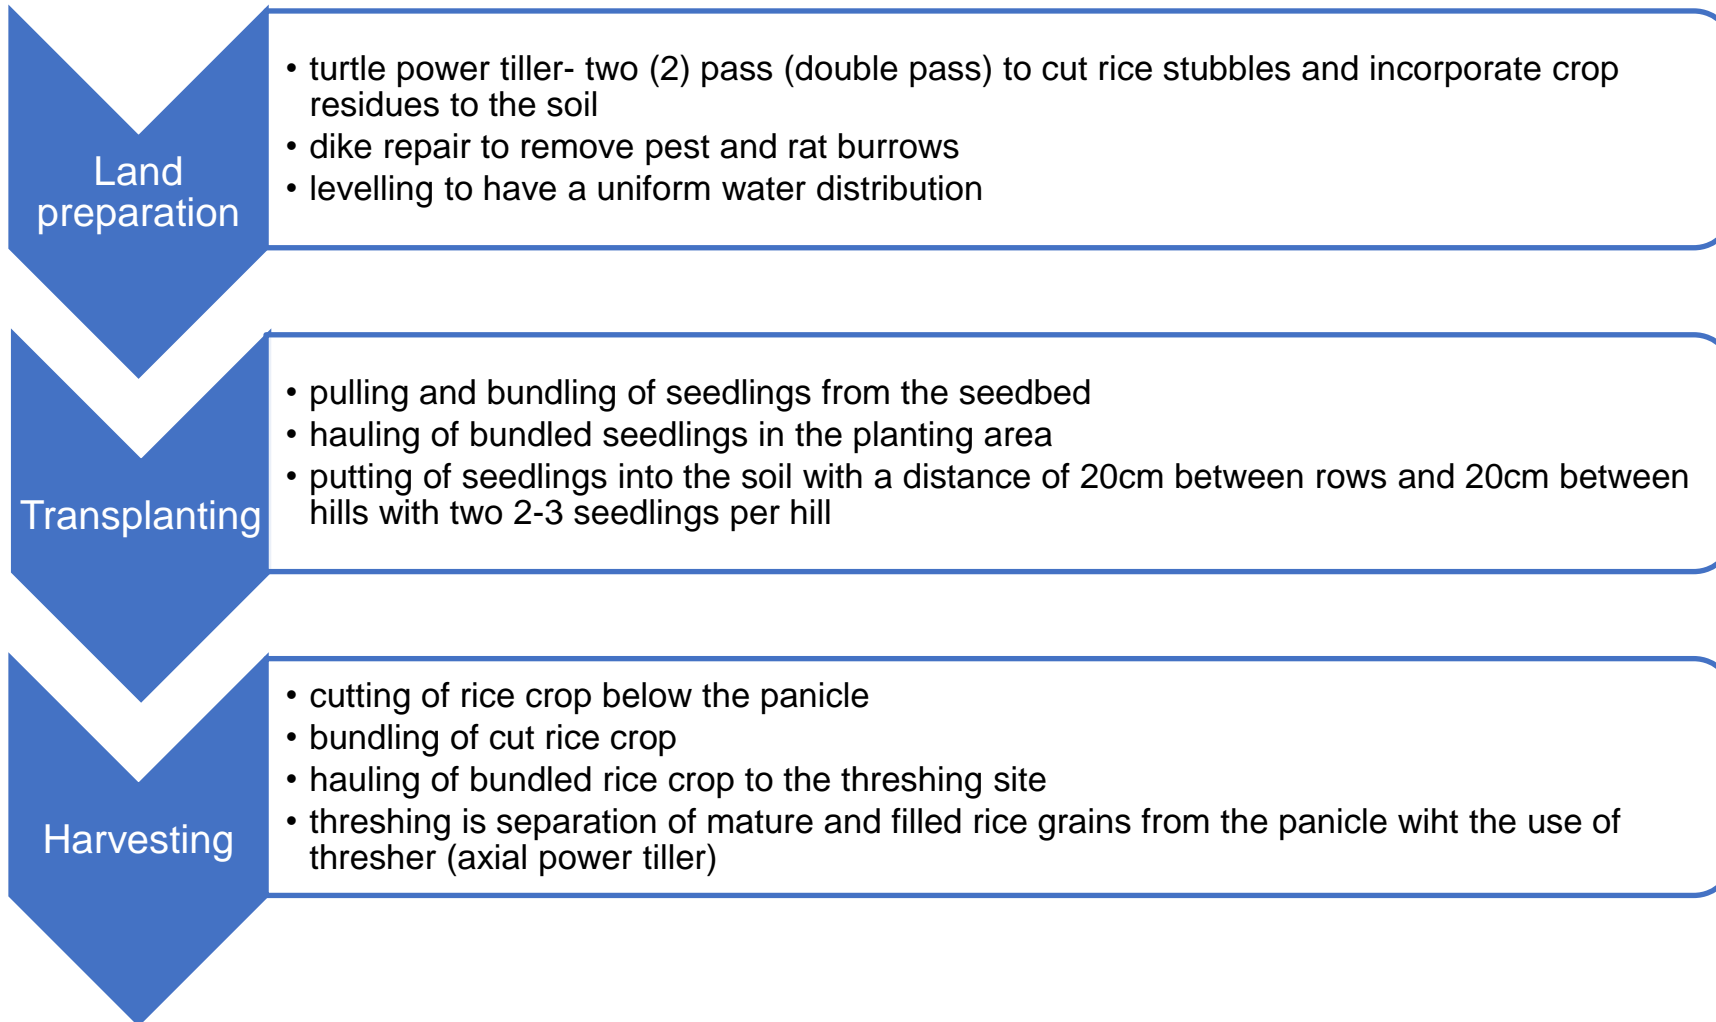 Land
preparation
• turtle power tiller- two (2) pass (double pass) to cut rice stubbles and incorporate crop
residues to the soil
• dike repair to remove pest and rat burrows
• levelling to have a uniform water distribution
Transplanting
• pulling and bundling of seedlings from the seedbed
• hauling of bundled seedlings in the planting area
• putting of seedlings into the soil with a distance of 20cm between rows and 20cm between
hills with two 2-3 seedlings per hill
Harvesting
• cutting of rice crop below the panicle
• bundling of cut rice crop
• hauling of bundled rice crop to the threshing site
• threshing is separation of mature and filled rice grains from the panicle wiht the use of
thresher (axial power tiller)